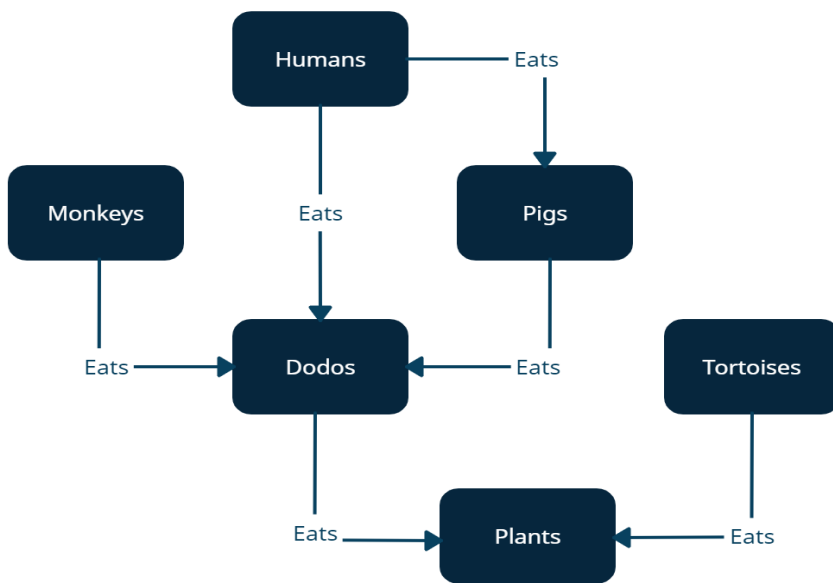 Humans
Eats
Monkeys
Eats
Pigs
Eats
Dodos
Eats
Tortoises
Eats
Plants
Eats